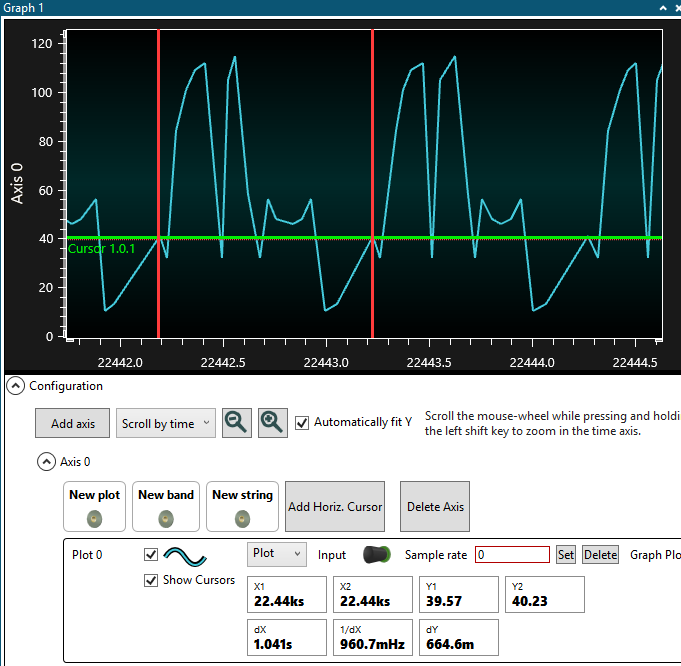 Graph 1
120
100
80
60
40
20
0
Axis 0
Cursor 1.0.1
22442.0 22442.5 22443.0 22443.5 22444.0 22444.5
Configuration
Add axis Scroll by time Automatically fit Y Scroll the mouse-wheel while pressing and holdi
the left shift key to zoom in the time axis.
Axis 0
New plot New band New string Add Horiz. Cursor Delete Axis
Plot 0 Plot Input Sample rate 0 Set Delete Graph Plo
Show Cursors
X1 X2 Y1 Y2
22.44ks 22.44ks 39.57 40.23
dX 1/dX dY
1.041s 960.7mHz 664.6m